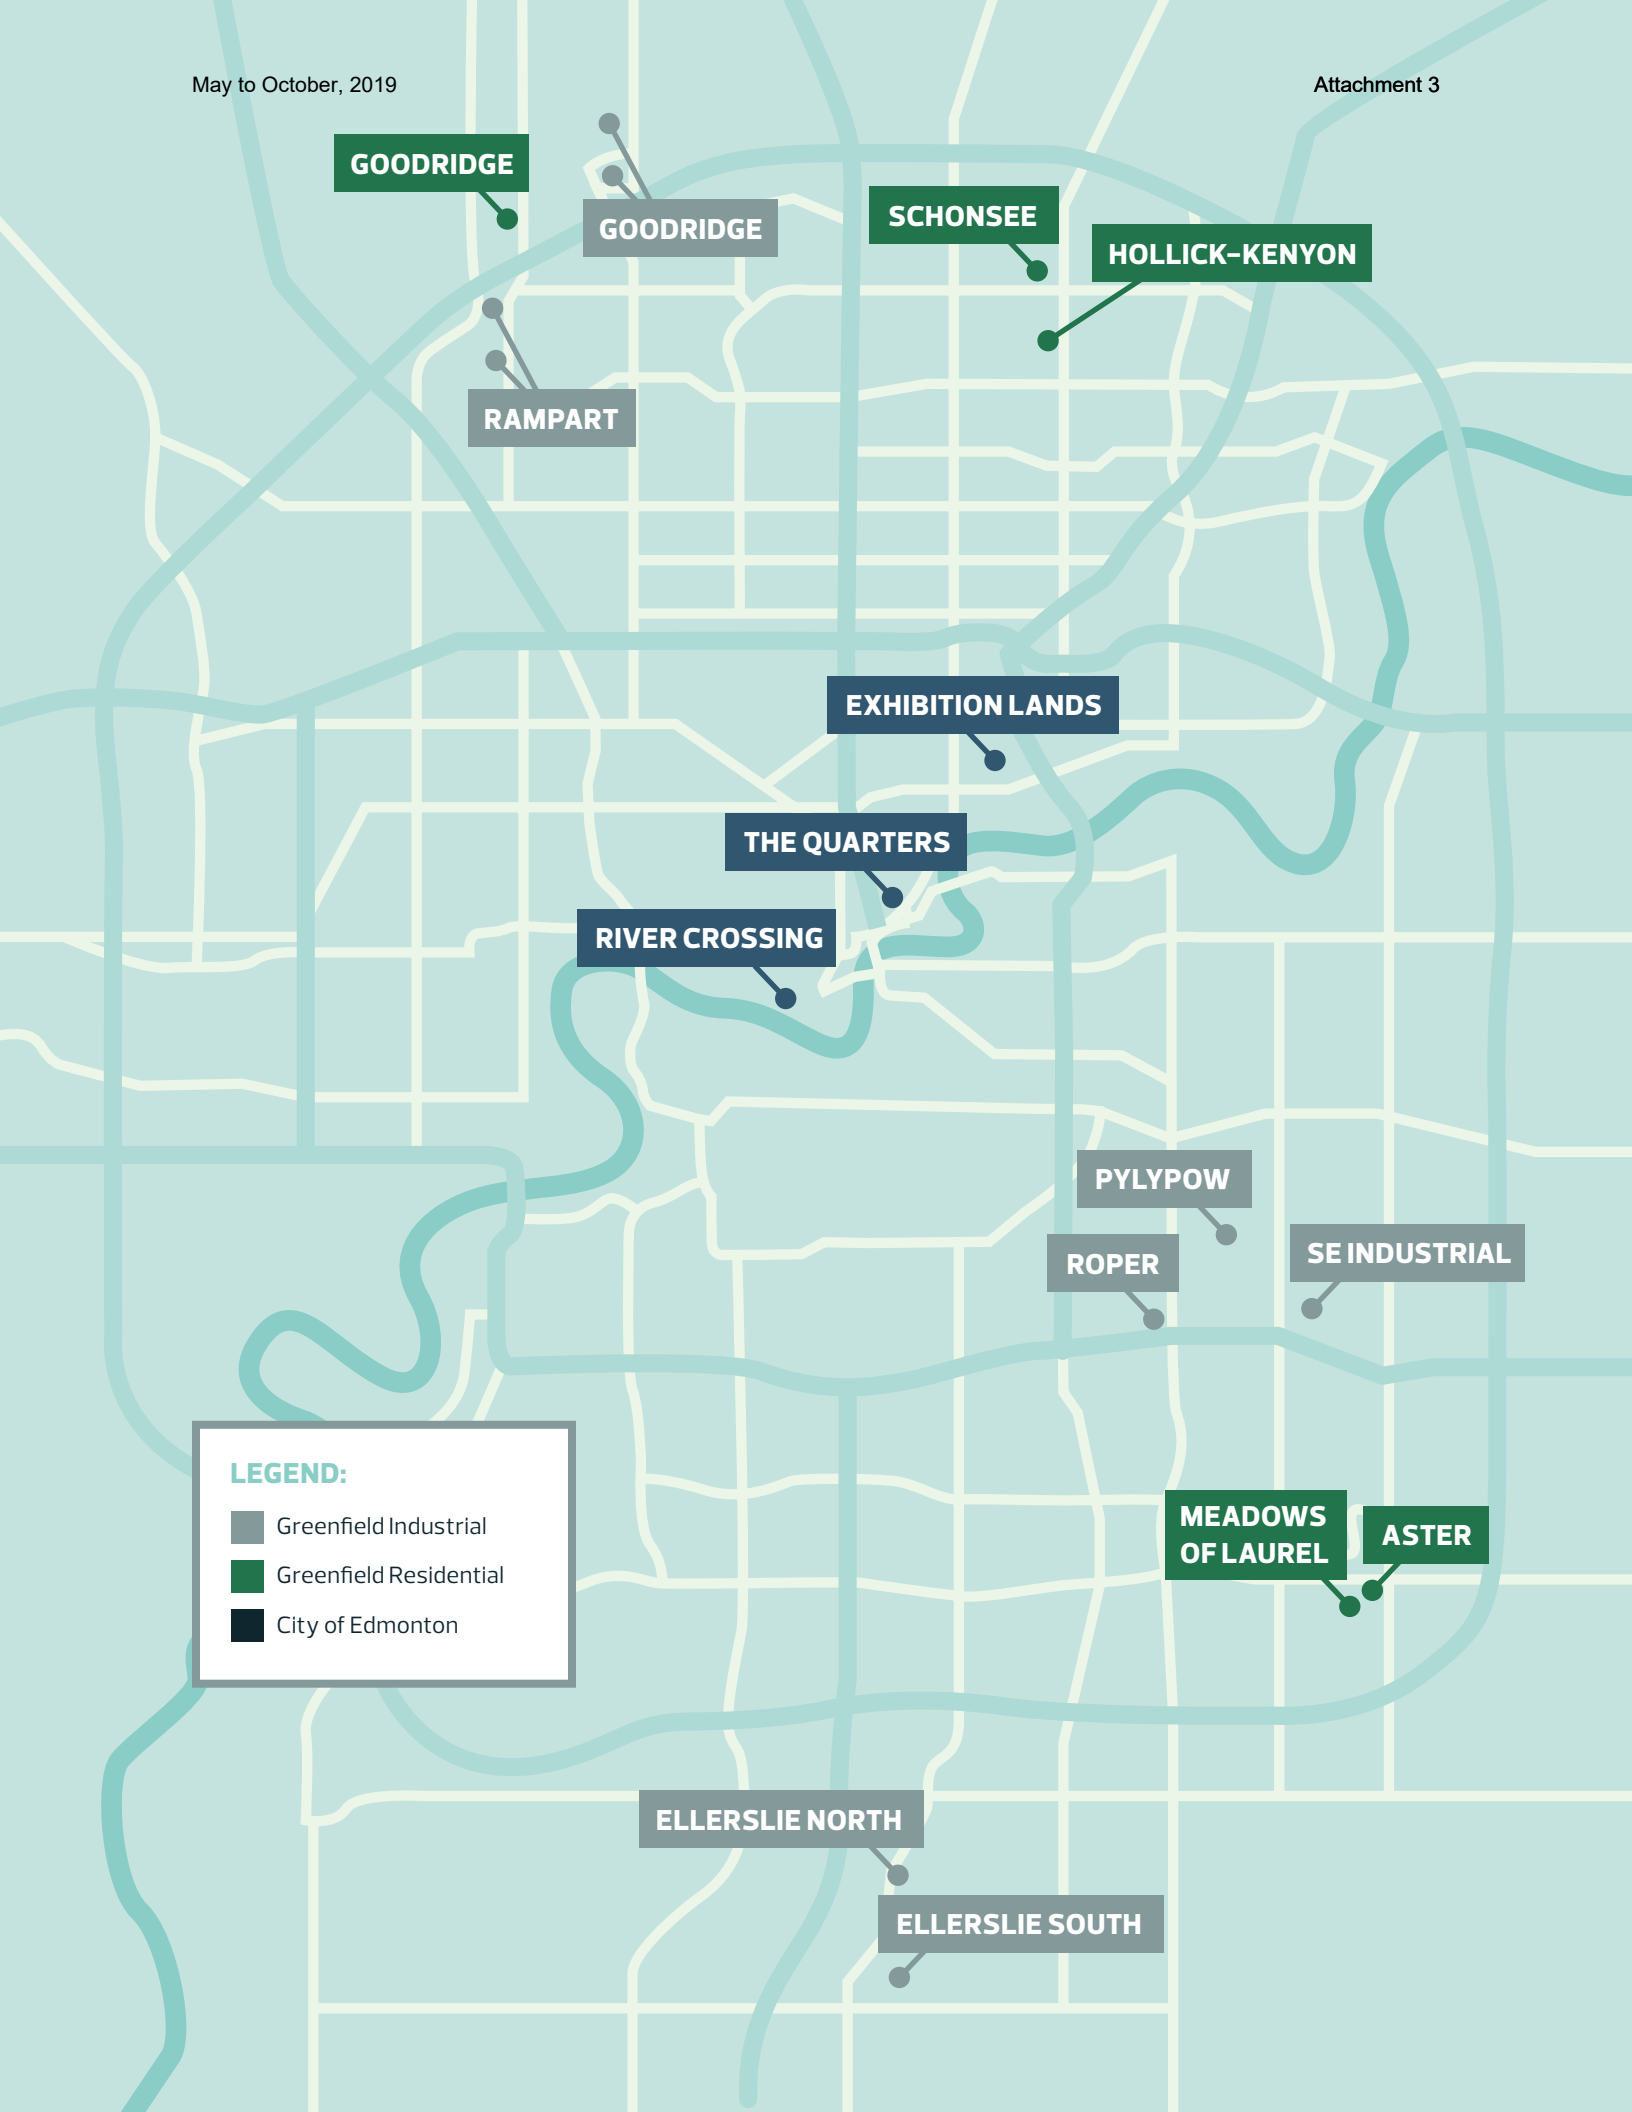 May to October, 2019
Attachment 3
GOODRIDGE
GOODRIDGE
SCHONSEE
HOLLICK–KENYON
RAMPART
EXHIBITION LANDS
THE QUARTERS
RIVER CROSSING
PYLYPOW
ROPER
SE INDUSTRIAL
LEGEND:
Greenfield Industrial
Greenfield Residential
City of Edmonton
MEADOWS
OF LAUREL
ASTER
ELLERSLIE NORTH
ELLERSLIE SOUTH